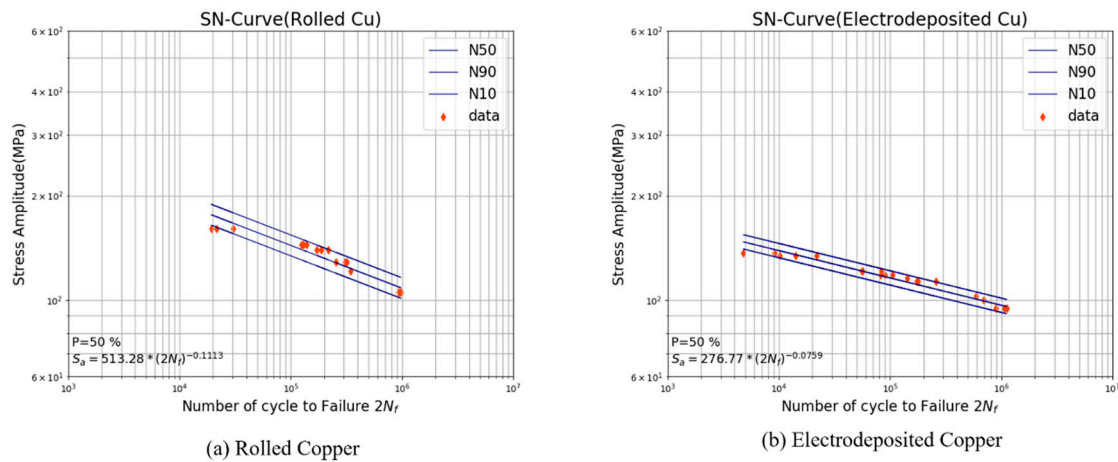 SN-Curve(Rolled Cu)
6 × 10²
4 × 10²
3 × 10²
2 × 10²
10²
6 × 10¹
Stress Amplitude(MPa)
N50
N90
N10
data
P=50 %
Sₐ = 513.28 * (2N_f)^−0.1113
10³
10⁴
10⁵
10⁶
10⁷
Number of cycle to Failure 2N_f
(a) Rolled Copper
SN-Curve(Electrodeposited Cu)
6 × 10²
4 × 10²
3 × 10²
2 × 10²
10²
6 × 10¹
Stress Amplitude(MPa)
N50
N90
N10
data
P=50 %
Sₐ = 276.77 * (2N_f)^−0.0759
10³
10⁴
10⁵
10⁶
Number of cycle to Failure 2N_f
(b) Electrodeposited Copper